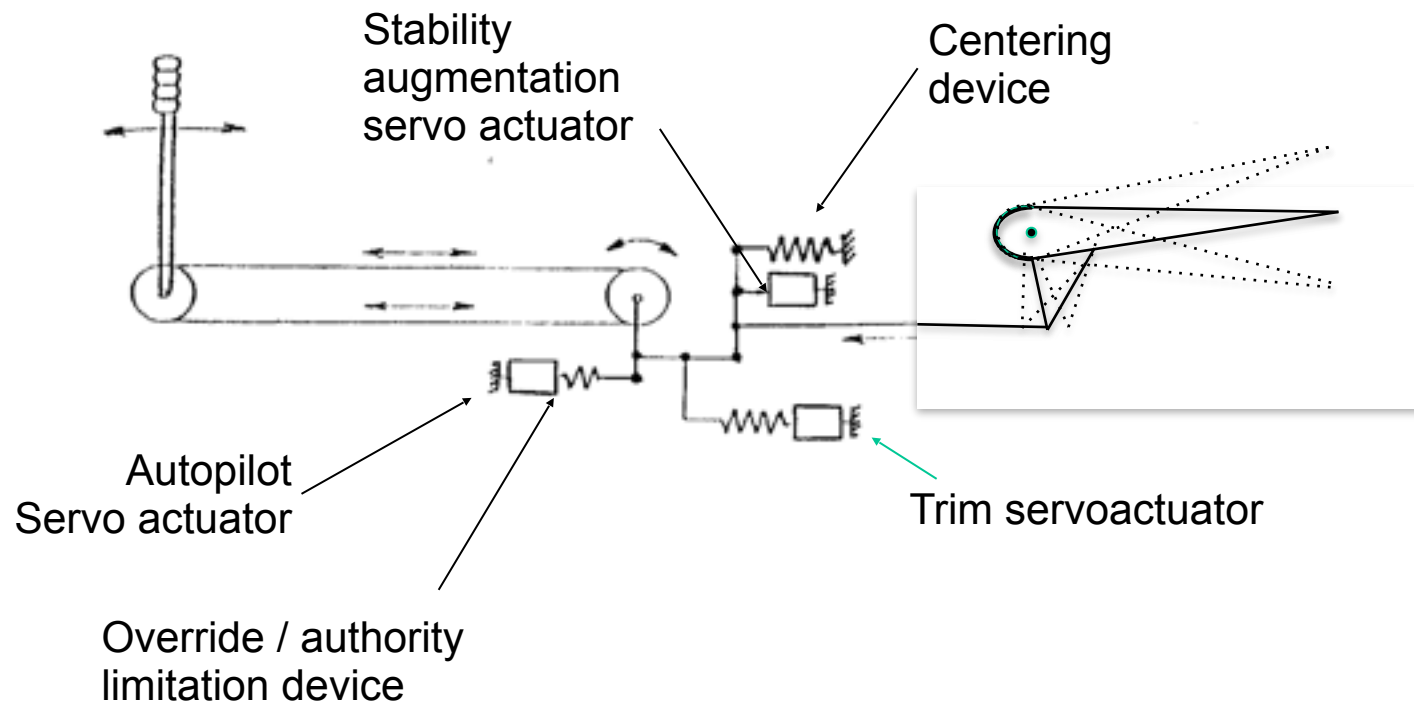 Stability
augmentation
servo actuator
Centering
device
Autopilot
Servo actuator
Trim servoactuator
Override / authority
limitation device